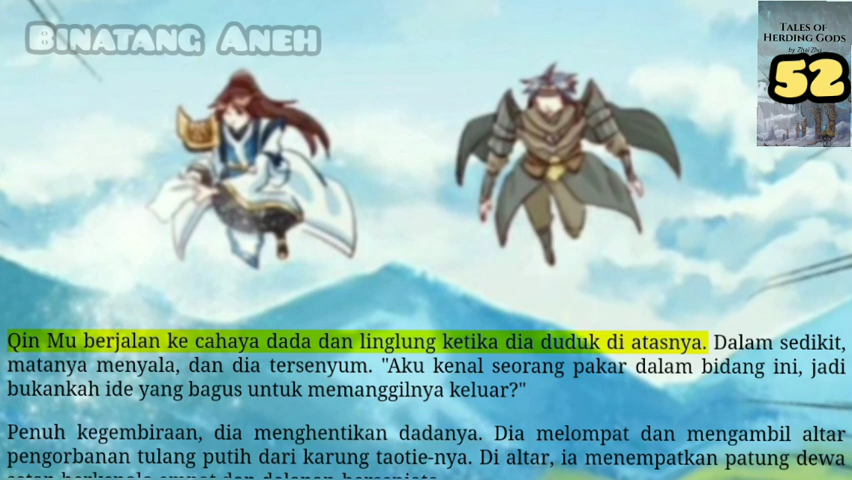 Binatang Aneh
Tales of
Herding Gods
by Zhai Zhu
52
Qin Mu berjalan ke cahaya dada dan linglung ketika dia duduk di atasnya. Dalam sedikit,
matanya menyala, dan dia tersenyum. "Aku kenal seorang pakar dalam bidang ini, jadi
bukankah ide yang bagus untuk memanggilnya keluar?"
Penuh kegembiraan, dia menghentikan dadanya. Dia melompat dan mengambil altar
pengorbanan tulang putih dari karung taotie-nya. Di altar, ia menempatkan patung dewa